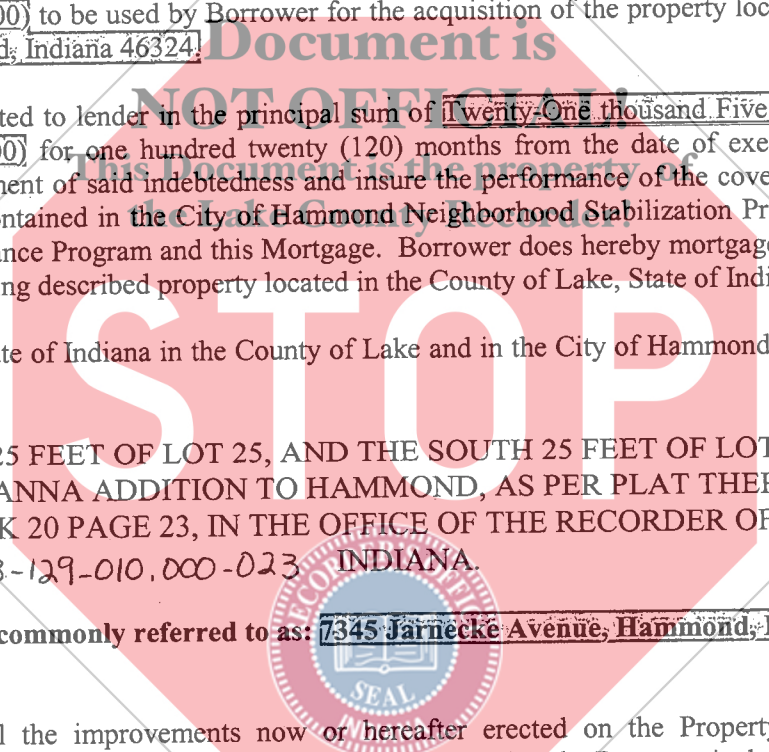 00) to be used by Borrower for the acquisition of the property loc
d, Indiana 46324.
Document is
NOT OFFICIAL!
ted to lender in the principal sum of Twenty-One thousand Five
00) for one hundred twenty (120) months from the date of exe
This Document is the property of
nent of said indebtedness and insure the performance of the cove
the Lake County Recorder!
ontained in the City of Hammond Neighborhood Stabilization Pr
ance Program and this Mortgage. Borrower does hereby mortgage
ng described property located in the County of Lake, State of Indi
STOP
te of Indiana in the County of Lake and in the City of Hammond
25 FEET OF LOT 25, AND THE SOUTH 25 FEET OF LOT
ANNA ADDITION TO HAMMOND, AS PER PLAT THER
K 20 PAGE 23, IN THE OFFICE OF THE RECORDER OF
3-129-010.000-023 INDIANA.
commonly referred to as: 7345 Jarnecke Avenue, Hammond, I
SEAL
INDIANA
l the improvements now or hereafter erected on the Property